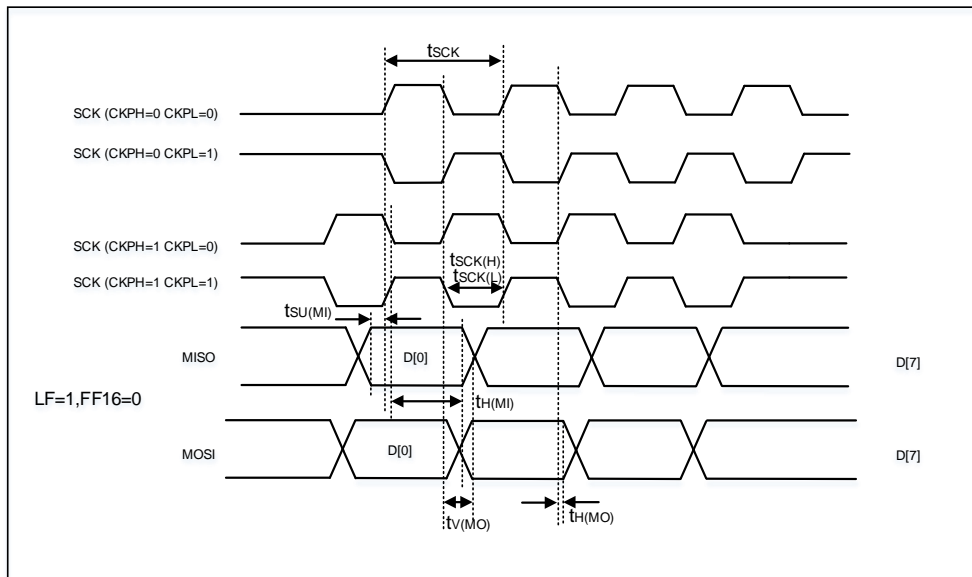 tSCK
SCK (CKPH=0 CKPL=0)
SCK (CKPH=0 CKPL=1)
SCK (CKPH=1 CKPL=0)
tSCK(H)
tSCK(L)
SCK (CKPH=1 CKPL=1)
tSU(MI)
MISO
D[0]
D[7]
LF=1,FF16=0
tH(MI)
MOSI
D[0]
D[7]
tV(MO)
tH(MO)